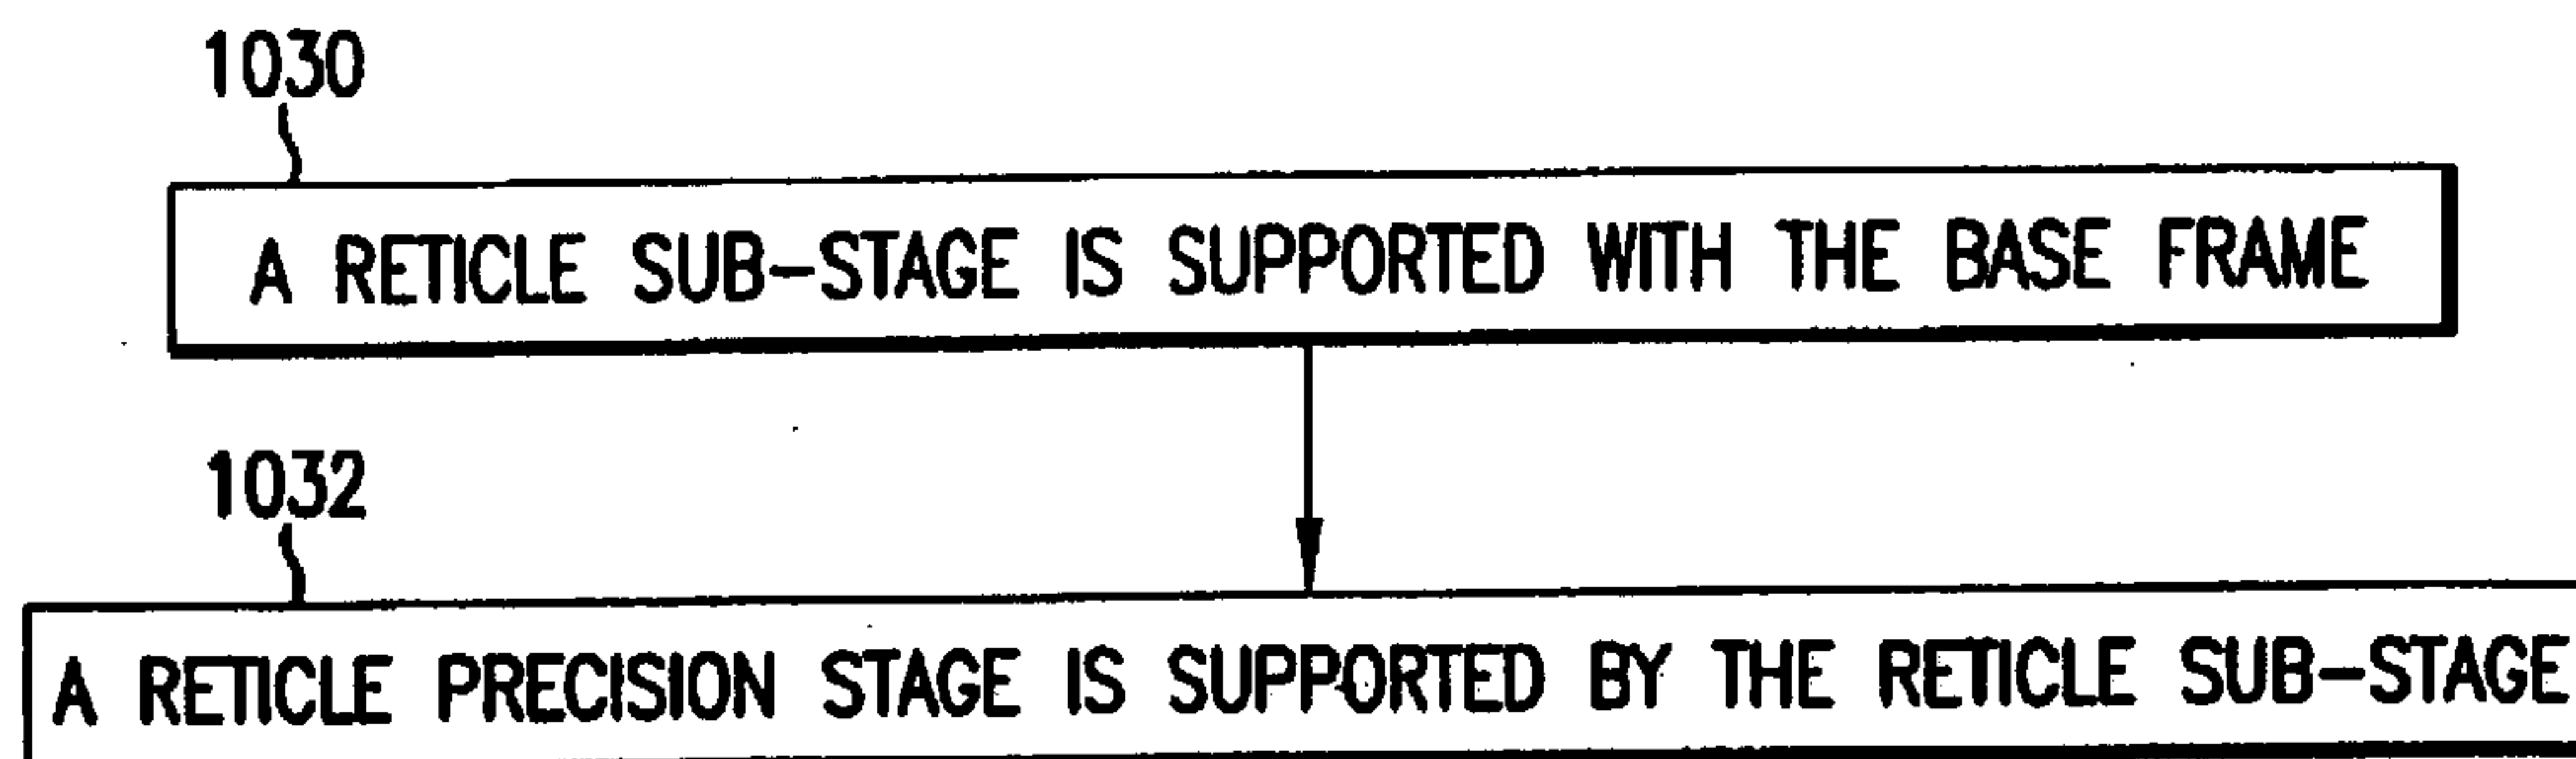 1030
A RETICLE SUB-STAGE IS SUPPORTED WITH THE BASE FRAME
1032
A RETICLE PRECISION STAGE IS SUPPORTED BY THE RETICLE SUB-STAGE